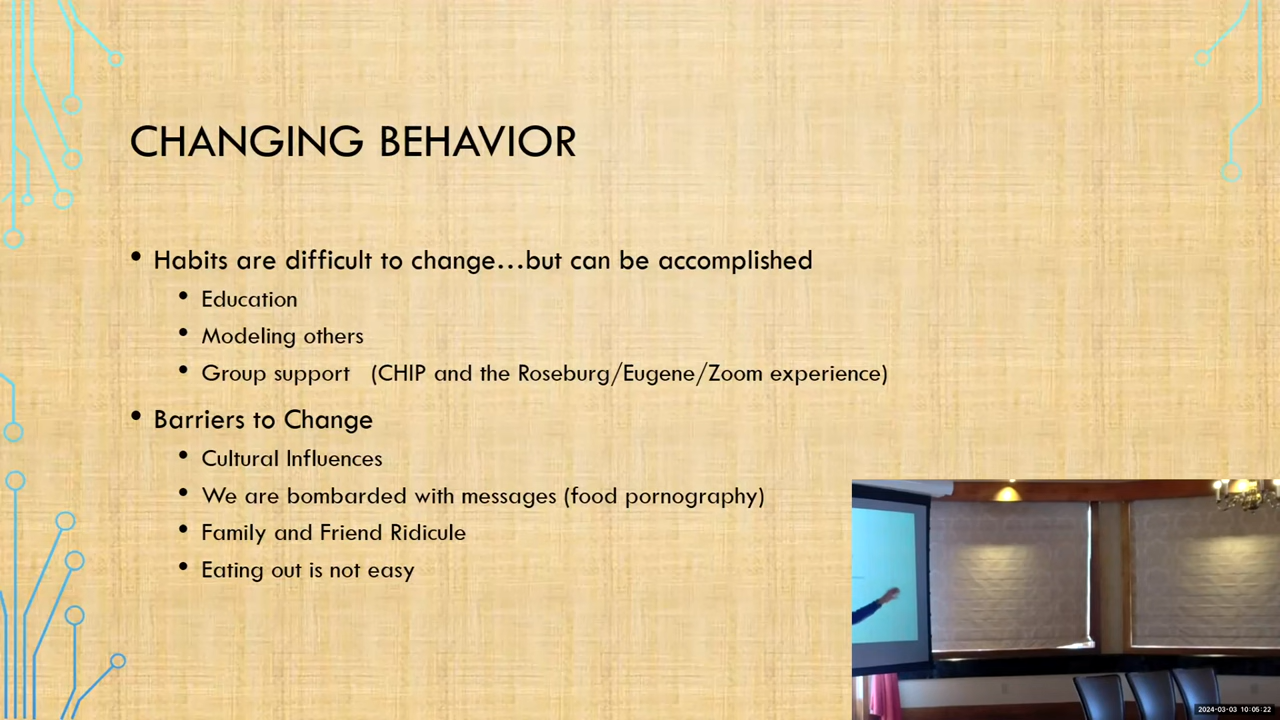 CHANGING BEHAVIOR
• Habits are difficult to change...but can be accomplished
• Education
• Modeling others
• Group support (CHIP and the Roseburg/Eugene/Zoom experience)
• Barriers to Change
• Cultural Influences
• We are bombarded with messages (food pornography)
• Family and Friend Ridicule
• Eating out is not easy
2024-03-03 10:05:22